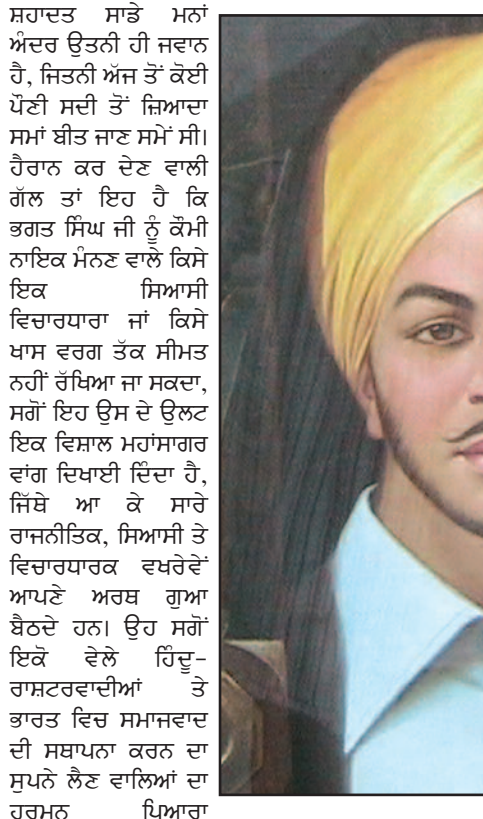 ਸ਼ਹਾਦਤ ਸਾਡੇ ਮਨਾਂ
ਅੰਦਰ ਉਤਨੀ ਹੀ ਜਵਾਨ
ਹੈ, ਜਿਤਨੀ ਅੱਜ ਤੋਂ ਕੋਈ
ਪੌਣੀ ਸਦੀ ਤੋਂ ਜ਼ਿਆਦਾ
ਸਮਾਂ ਬੀਤ ਜਾਣ ਸਮੇਂ ਸੀ।
ਹੈਰਾਨ ਕਰ ਦੇਣ ਵਾਲੀ
ਗੱਲ ਤਾਂ ਇਹ ਹੈ ਕਿ
ਭਗਤ ਸਿੰਘ ਜੀ ਨੂੰ ਕੌਮੀ
ਨਾਇਕ ਮੰਨਣ ਵਾਲੇ ਕਿਸੇ
ਇਕ ਸਿਆਸੀ
ਵਿਚਾਰਧਾਰਾ ਜਾਂ ਕਿਸੇ
ਖਾਸ ਵਰਗ ਤੱਕ ਸੀਮਤ
ਨਹੀਂ ਰੱਖਿਆ ਜਾ ਸਕਦਾ,
ਸਗੋਂ ਇਹ ਉਸ ਦੇ ਉਲਟ
ਇਕ ਵਿਸ਼ਾਲ ਮਹਾਂਸਾਗਰ
ਵਾਂਗ ਦਿਖਾਈ ਦਿੰਦਾ ਹੈ,
ਜਿੱਥੇ ਆ ਕੇ ਸਾਰੇ
ਰਾਜਨੀਤਿਕ, ਸਿਆਸੀ ਤੇ
ਵਿਚਾਰਧਾਰਕ ਵਖਰੇਵੇਂ
ਆਪਣੇ ਅਰਥ ਗੁਆ
ਬੈਠਦੇ ਹਨ। ਉਹ ਸਗੋਂ
ਇਕੋ ਵੇਲੇ ਹਿੰਦੂ-
ਰਾਸ਼ਟਰਵਾਦੀਆਂ ਤੇ
ਭਾਰਤ ਵਿਚ ਸਮਾਜਵਾਦ
ਦੀ ਸਥਾਪਨਾ ਕਰਨ ਦਾ
ਸੁਪਨੇ ਲੈਣ ਵਾਲਿਆਂ ਦਾ
ਹਰਮਨ ਪਿਆਰਾ